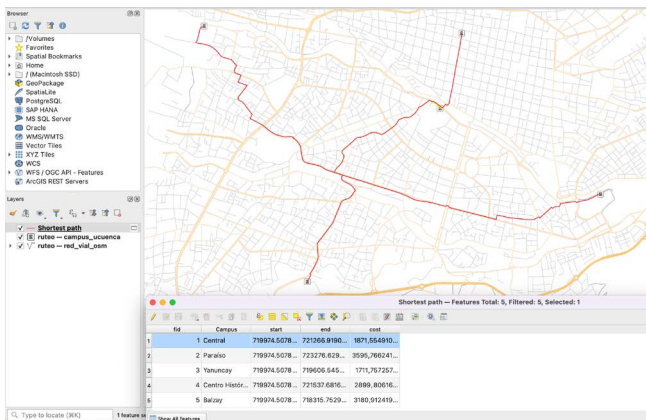 Browser
/Volumes
Favorites
Spatial Bookmarks
Home
/ (Macintosh SSD)
GeoPackage
SpatiaLite
PostgreSQL
SAP HANA
MS SQL Server
Oracle
WMS/WMTS
Vector Tiles
XYZ Tiles
WCS
WFS / OGC API - Features
ArcGIS REST Servers
Layers
Shortest path
ruteo — campus_ucuenca
ruteo — red_vial_osm
Shortest path — Features Total: 5, Filtered: 5, Selected: 1
fid Campus start end cost
1 1 Central 719974.5078... 721266.9190... 1871,554910...
2 2 Paraíso 719974.5078... 723276.629... 3595,766241...
3 3 Yanuncay 719974.5078... 719606.545... 1711,757257...
4 4 Centro Histór... 719974.5078... 721537.6816... 2899,80616...
5 5 Balzay 719974.5078... 718315.7529... 3180,912419...
Show All Features
Type to locate (⌘K) 1 feature se